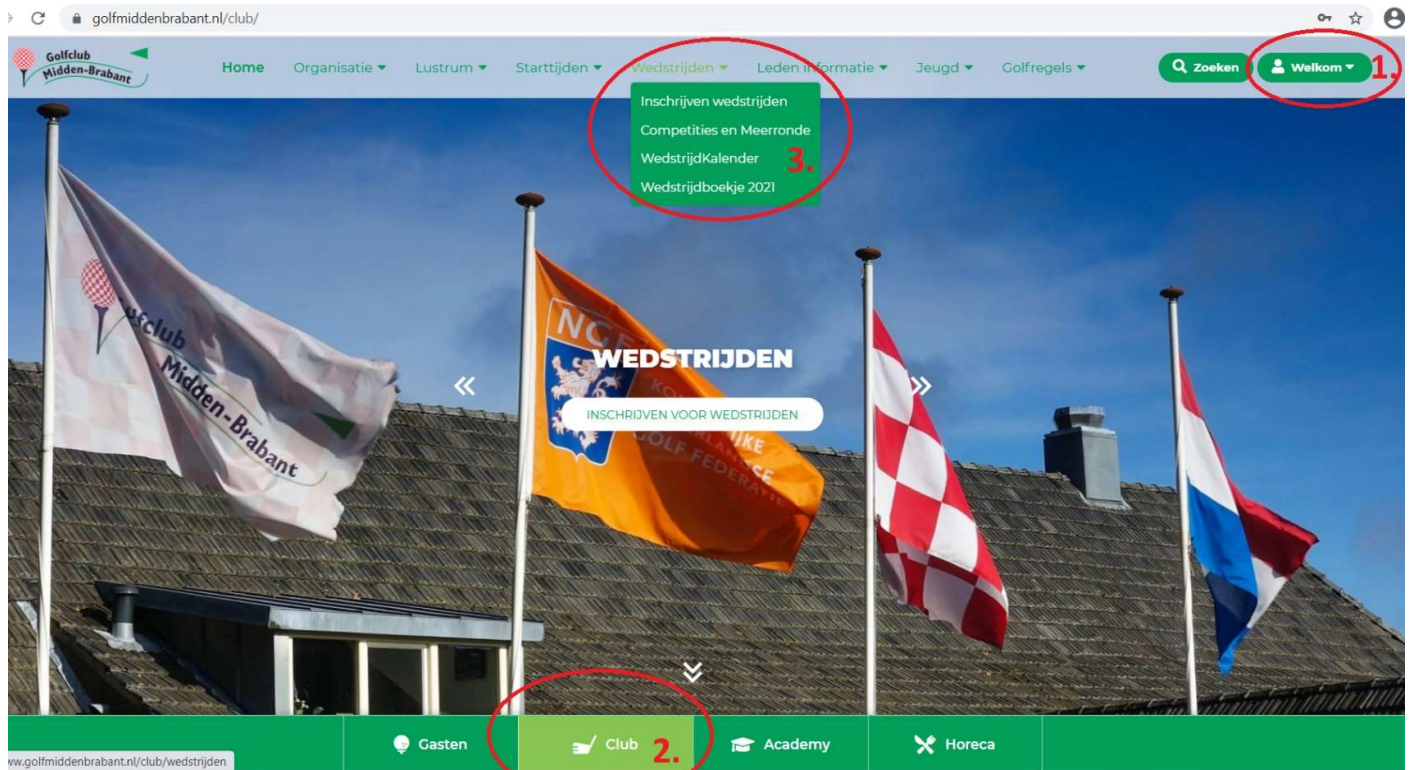 golfmiddenbrabant.nl/club/
Golfclub
Midden-Brabant
Home Organisatie Lustrum Starttijden Wedstrijden Leden Informatie Jeugd Golfregels Zoeken Welkom 1.
Inschrijven wedstrijden
Competities en Meerronde
WedstrijdKalender 3.
Wedstrijdboekje 2021
Golfclub
Midden-Brabant
WEDSTRIJDEN
INSCHRIJVEN VOOR WEDSTRIJDEN
GOLF FEDERATIE
Gasten Club 2. Academy Horeca
ww.golfmiddenbrabant.nl/club/wedstrijden